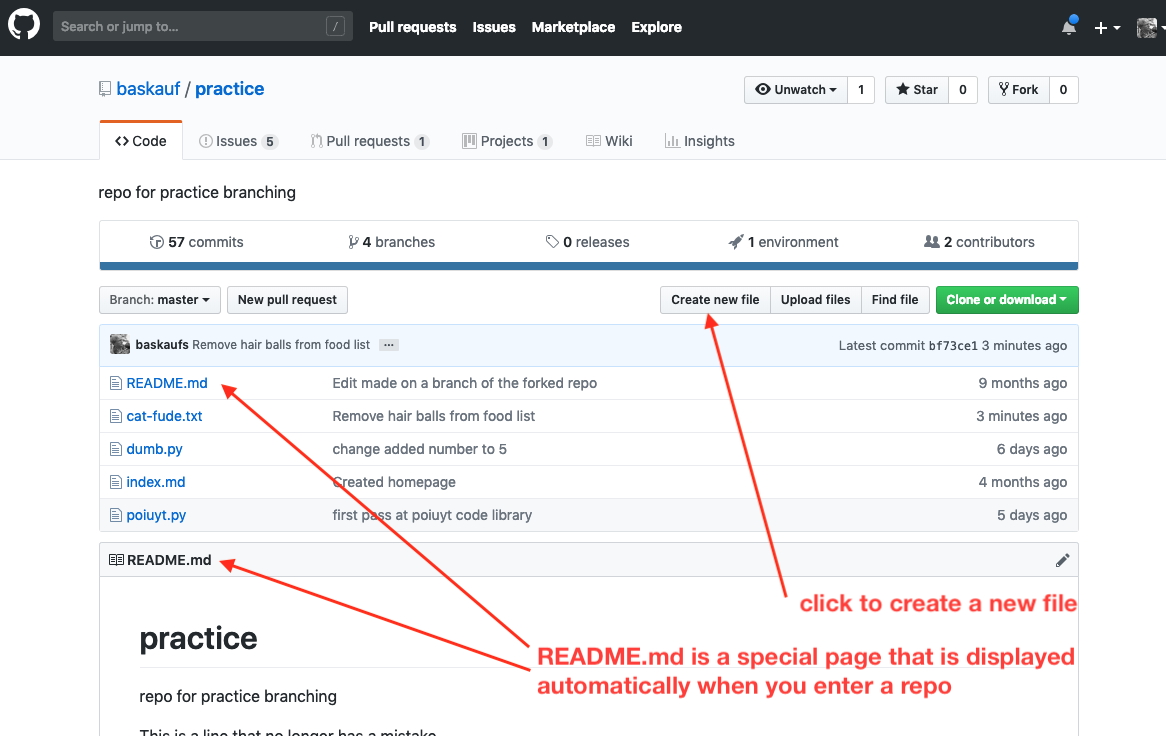 Search or jump to... / Pull requests Issues Marketplace Explore
baskauf / practice Unwatch 1 Star 0 Fork 0
Code Issues 5 Pull requests 1 Projects 1 Wiki Insights
repo for practice branching
57 commits 4 branches 0 releases 1 environment 2 contributors
Branch: master New pull request Create new file Upload files Find file Clone or download
baskaufs Remove hair balls from food list ... Latest commit bf73ce1 3 minutes ago
README.md Edit made on a branch of the forked repo 9 months ago
cat-fude.txt Remove hair balls from food list 3 minutes ago
dumb.py change added number to 5 6 days ago
index.md Created homepage 4 months ago
poiuyt.py first pass at poiuyt code library 5 days ago
README.md
click to create a new file
practice
README.md is a special page that is displayed
automatically when you enter a repo
repo for practice branching
This is a line that no longer has a mistake